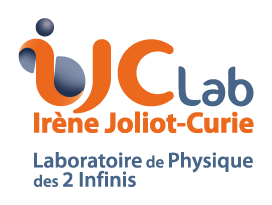 iJCLab
Irène Joliot-Curie
Laboratoire de Physique
des 2 Infinis